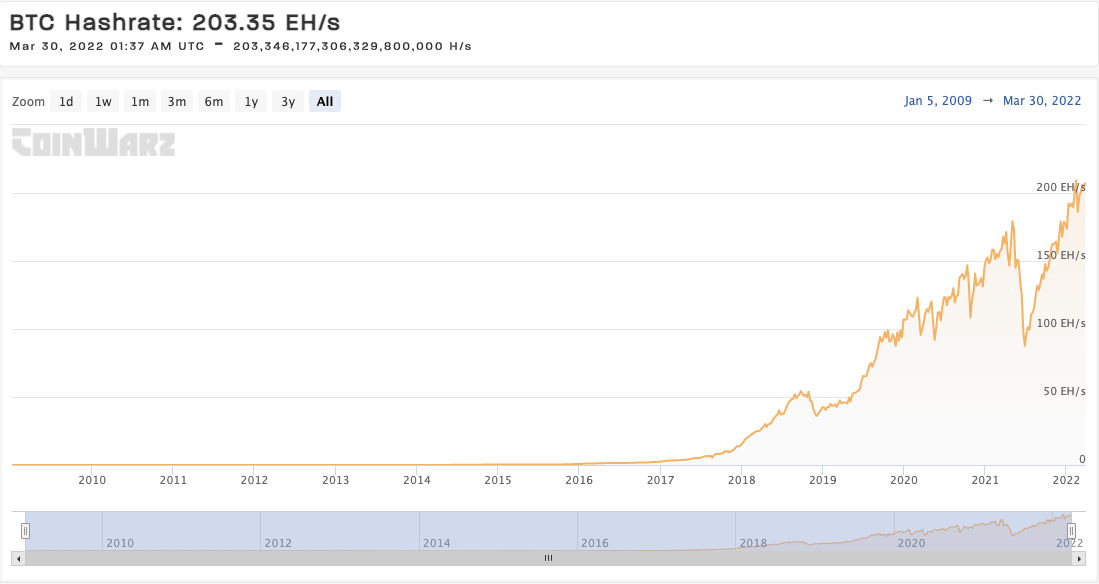 BTC Hashrate: 203.35 EH/s
Mar 30, 2022 01:37 AM UTC - 203,346,177,306,329,800,000 H/s
Zoom 1d 1w 1m 3m 6m 1y 3y All Jan 5, 2009 → Mar 30, 2022
COINWARZ
200 EH/s
150 EH/s
100 EH/s
50 EH/s
0
2010 2011 2012 2013 2014 2015 2016 2017 2018 2019 2020 2021 2022
2010 2012 2014 2016 2018 2020 2022